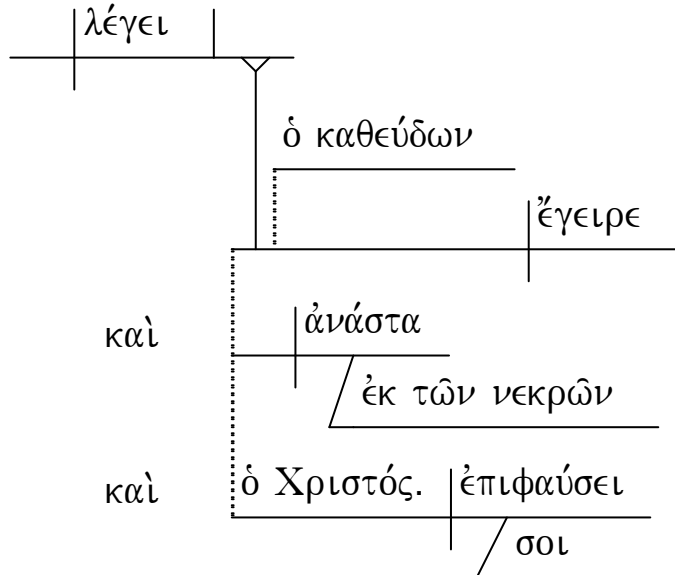 λέγει
ὁ καθεύδων
ἔγειρε
καὶ ἀνάστα
ἐκ τῶν νεκρῶν
καὶ ὁ Χριστός. ἐπιφαύσει
σοι